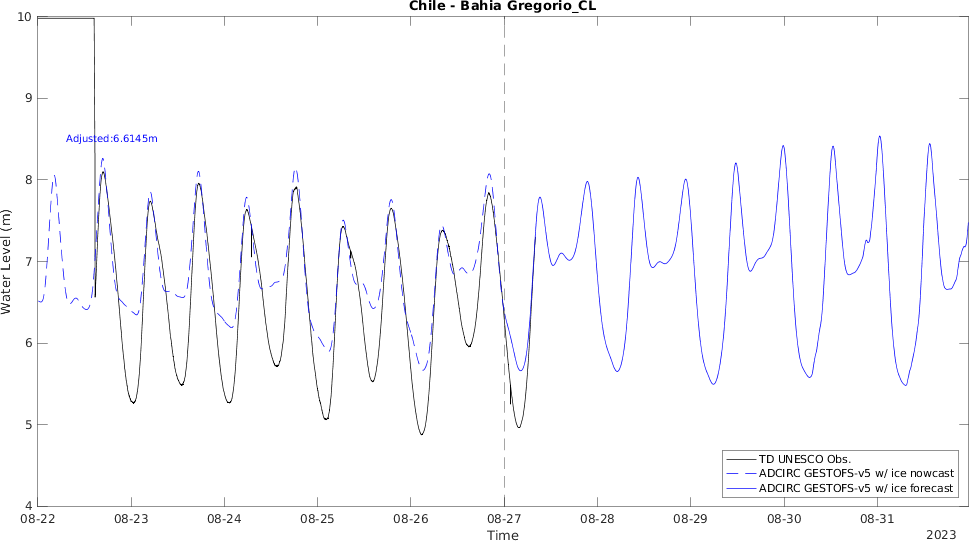 Chile - Bahia Gregorio_CL
10
9
8
7
6
5
4
Water Level (m)
Adjusted:6.6145m
TD UNESCO Obs.
ADCIRC GESTOFS-v5 w/ ice nowcast
ADCIRC GESTOFS-v5 w/ ice forecast
08-22 08-23 08-24 08-25 08-26 08-27 08-28 08-29 08-30 08-31
Time
2023